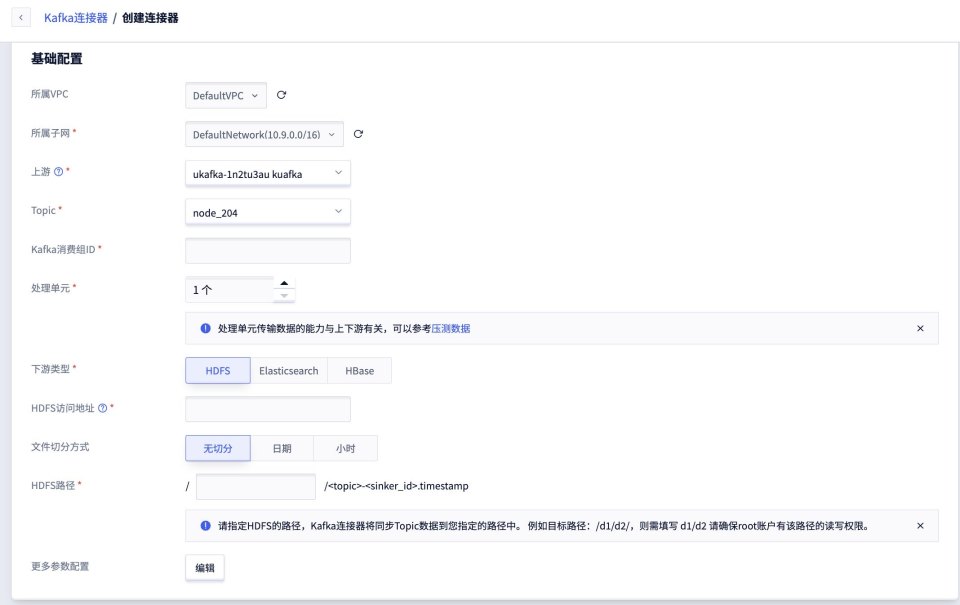 Kafka连接器 / 创建连接器
基础配置
所属VPC DefaultVPC
所属子网* DefaultNetwork(10.9.0.0/16)
上游 ?* ukafka-1n2tu3au kuafka
Topic* node_204
Kafka消费组ID*
处理单元* 1 个
处理单元传输数据的能力与上下游有关，可以参考压测数据
下游类型* HDFS Elasticsearch HBase
HDFS访问地址 ?*
文件切分方式 无切分 日期 小时
HDFS路径* / /<topic>-<sinker_id>.timestamp
请指定HDFS的路径，Kafka连接器将同步Topic数据到您指定的路径中。 例如目标路径：/d1/d2/，则需填写 d1/d2 请确保root账户有该路径的读写权限。
更多参数配置 编辑